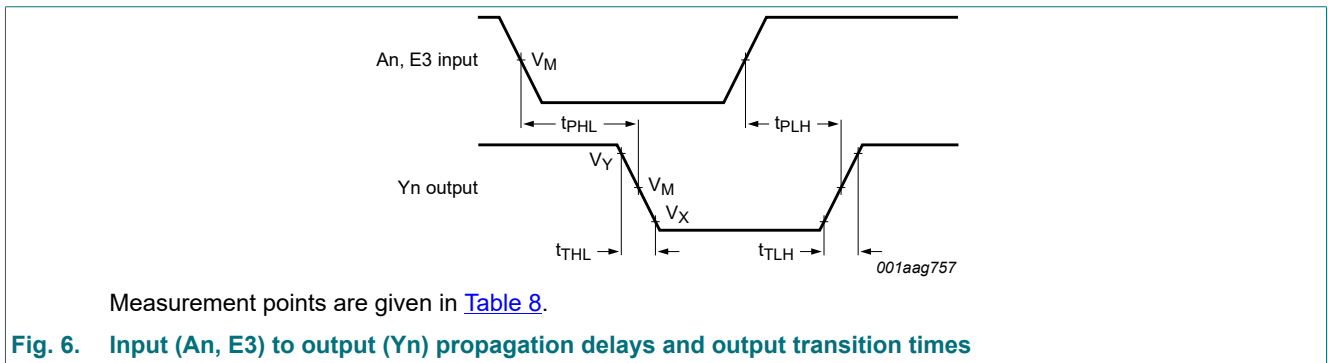 An, E3 input
VM
tPHL
tPLH
VY
Yn output
VM
VX
tTHL
tTLH
001aag757
Measurement points are given in Table 8.
Fig. 6. Input (An, E3) to output (Yn) propagation delays and output transition times